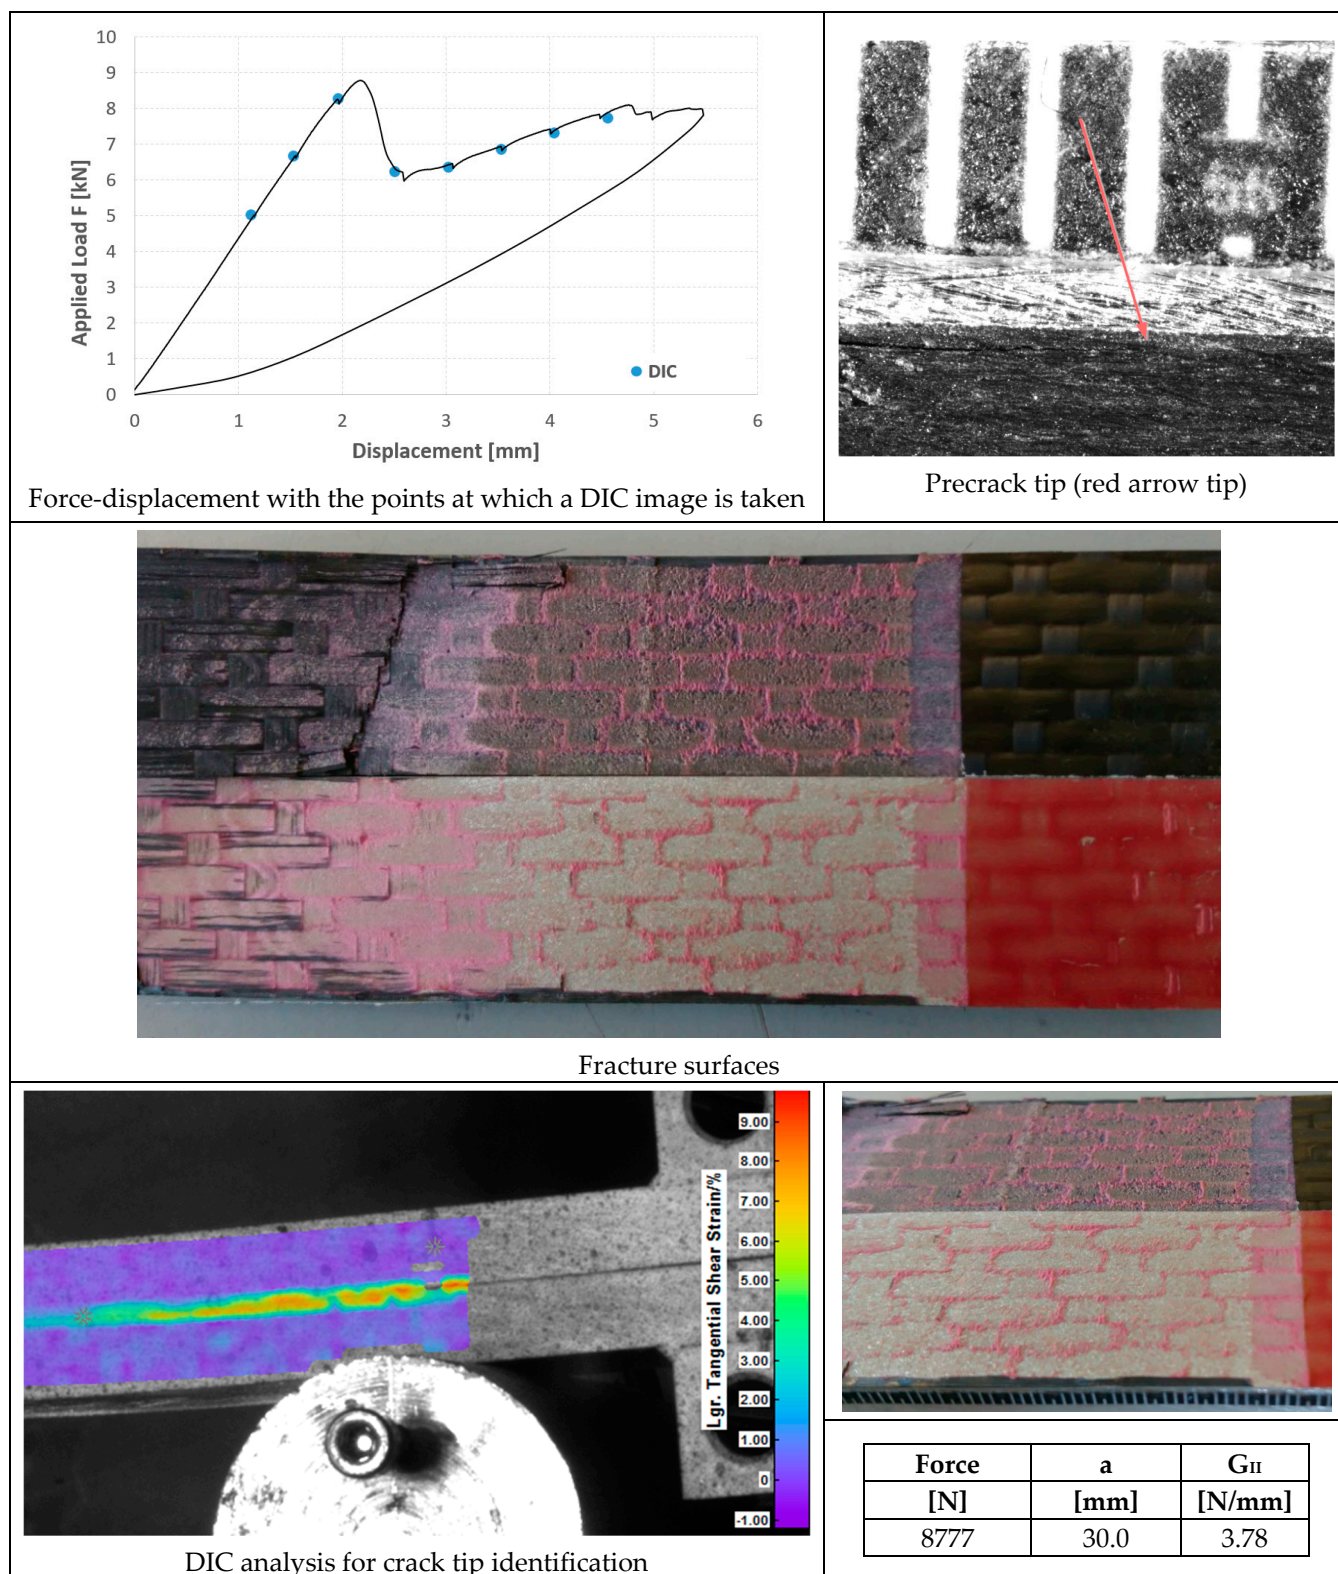 10
9
8
7
6
5
4
3
2
1
0
Applied Load F [kN]
0 1 2 3 4 5 6
Displacement [mm]
DIC
Force-displacement with the points at which a DIC image is taken
Precrack tip (red arrow tip)
Fracture surfaces
Lgr. Tangential Shear Strain/%
9.00
8.00
7.00
6.00
5.00
4.00
3.00
2.00
1.00
0
-1.00
DIC analysis for crack tip identification
Force a GII
[N] [mm] [N/mm]
8777 30.0 3.78